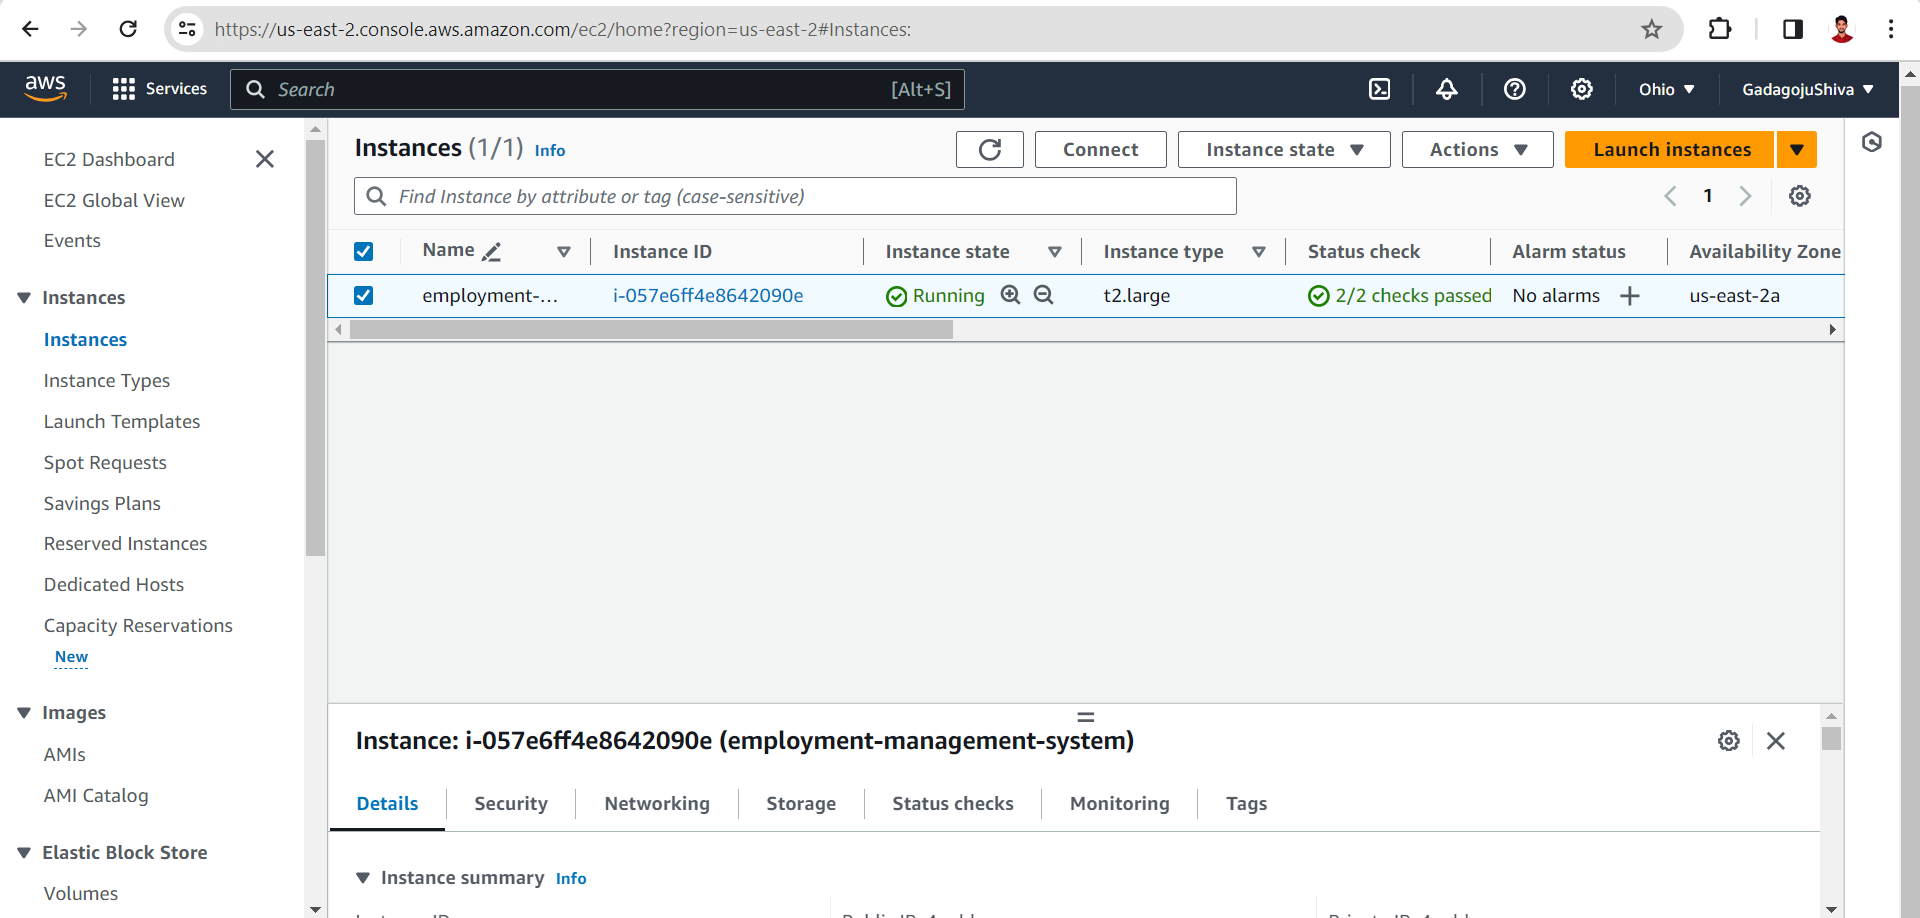 https://us-east-2.console.aws.amazon.com/ec2/home?region=us-east-2#Instances:
aws Services Search [Alt+S] Ohio GadagojuShiva
EC2 Dashboard
EC2 Global View
Events
Instances
Instances
Instance Types
Launch Templates
Spot Requests
Savings Plans
Reserved Instances
Dedicated Hosts
Capacity Reservations
New
Images
AMIs
AMI Catalog
Elastic Block Store
Volumes
Instances (1/1) Info Connect Instance state Actions Launch instances
Find Instance by attribute or tag (case-sensitive) 1
Name Instance ID Instance state Instance type Status check Alarm status Availability Zone
employment-... i-057e6ff4e8642090e Running t2.large 2/2 checks passed No alarms us-east-2a
Instance: i-057e6ff4e8642090e (employment-management-system)
Details Security Networking Storage Status checks Monitoring Tags
Instance summary Info